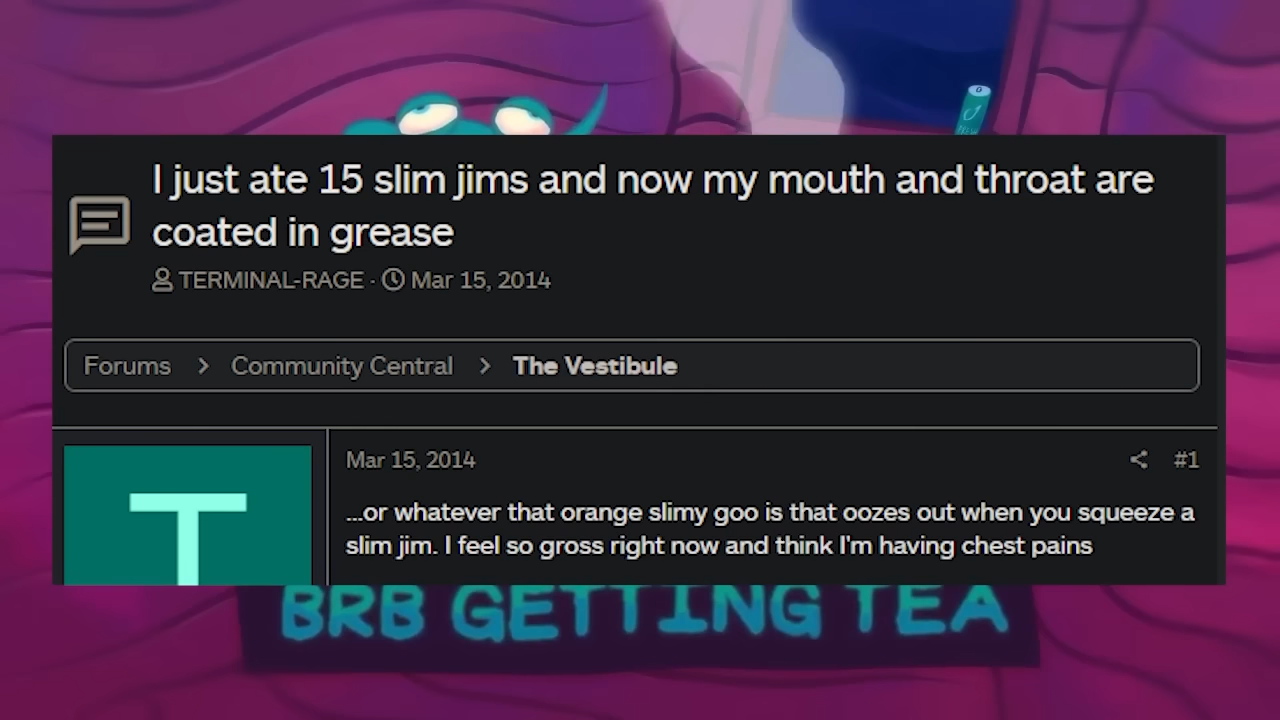 I just ate 15 slim jims and now my mouth and throat are
coated in grease
TERMINAL-RAGE · Mar 15, 2014
Forums > Community Central > The Vestibule
Mar 15, 2014 #1
T
...or whatever that orange slimy goo is that oozes out when you squeeze a
slim jim. I feel so gross right now and think I'm having chest pains
BRB GETTING TEA